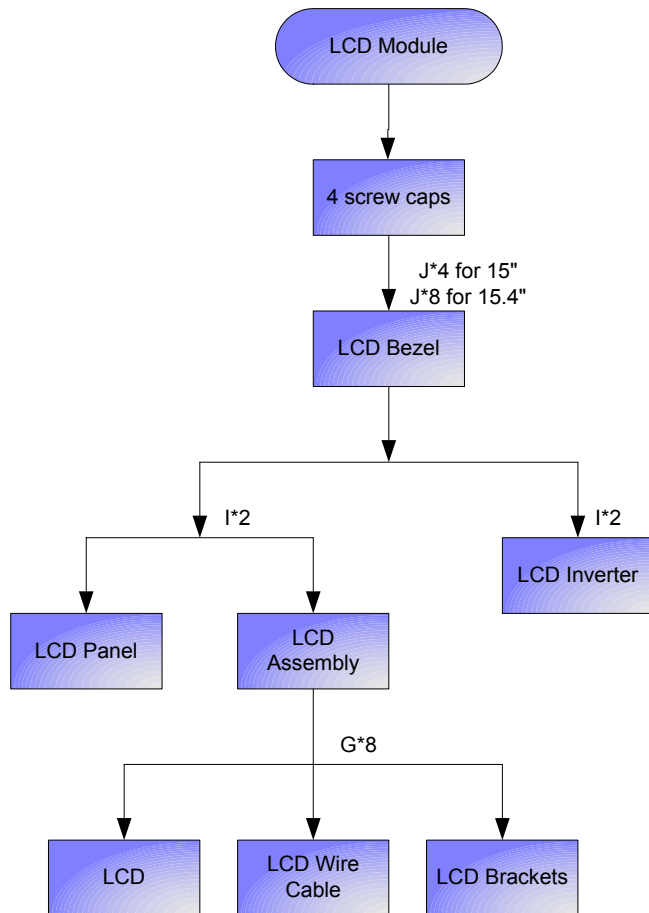 LCD Module
4 screw caps
J*4 for 15"
J*8 for 15.4"
LCD Bezel
I*2
I*2
LCD Inverter
LCD Panel
LCD
Assembly
G*8
LCD
LCD Wire
Cable
LCD Brackets